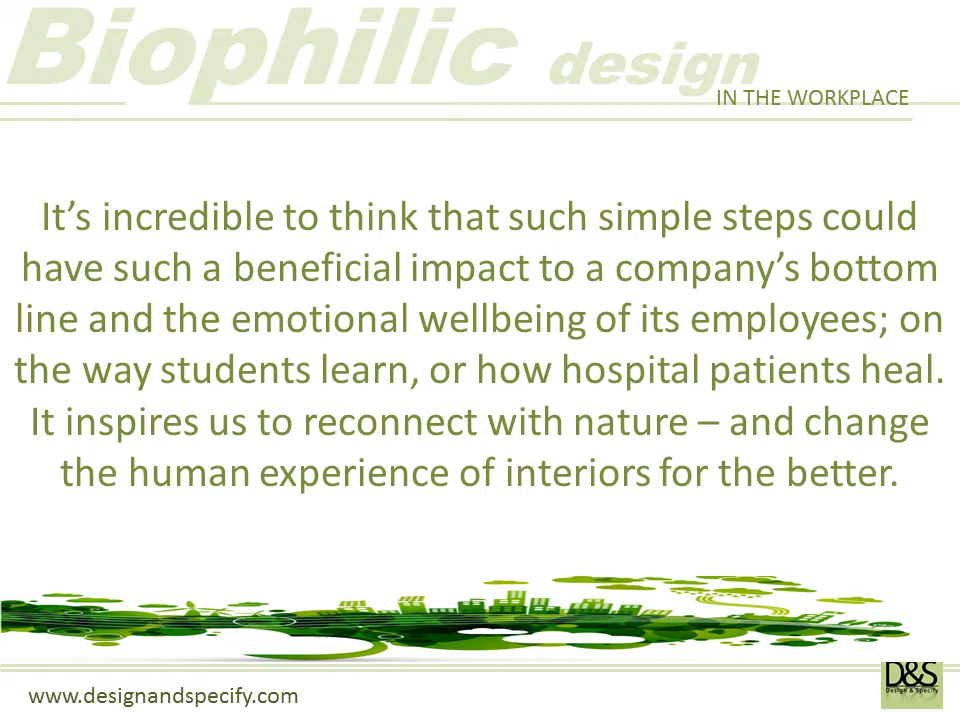 Biophilic design
IN THE WORKPLACE
It’s incredible to think that such simple steps could
have such a beneficial impact to a company’s bottom
line and the emotional wellbeing of its employees; on
the way students learn, or how hospital patients heal.
It inspires us to reconnect with nature – and change
the human experience of interiors for the better.
www.designandspecify.com
D&S
Design & Specify